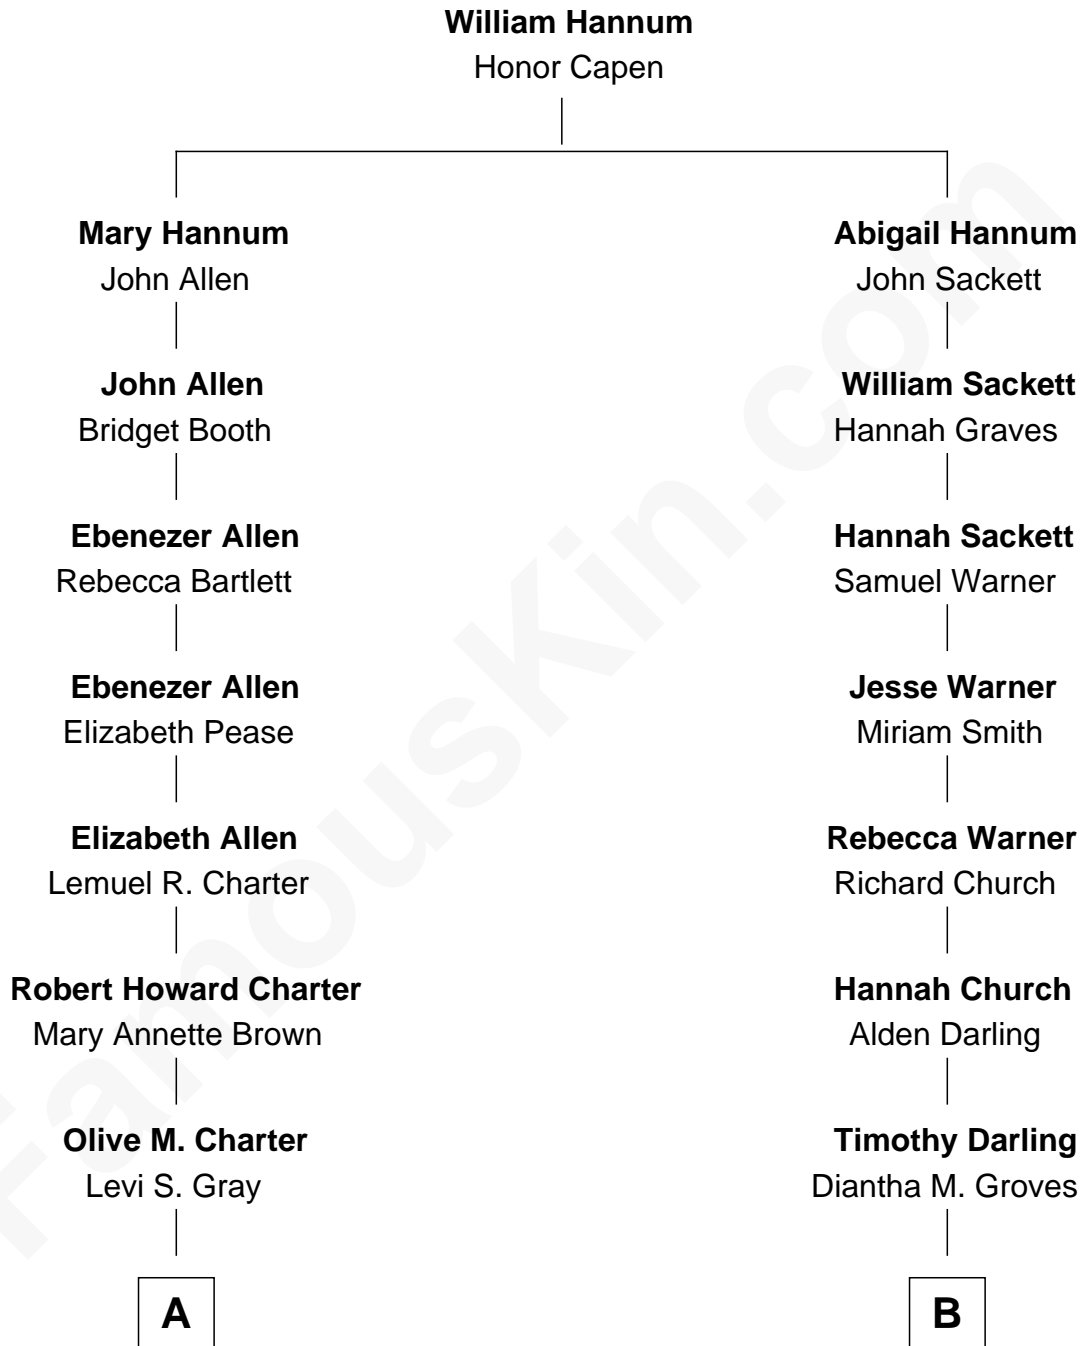 William Hannum
Honor Capen
Mary Hannum
John Allen
Abigail Hannum
John Sackett
John Allen
Bridget Booth
William Sackett
Hannah Graves
Ebenezer Allen
Rebecca Bartlett
Hannah Sackett
Samuel Warner
Ebenezer Allen
Elizabeth Pease
Jesse Warner
Miriam Smith
Elizabeth Allen
Lemuel R. Charter
Rebecca Warner
Richard Church
Robert Howard Charter
Mary Annette Brown
Hannah Church
Alden Darling
Olive M. Charter
Levi S. Gray
Timothy Darling
Diantha M. Groves
A
B
FamousKin.com